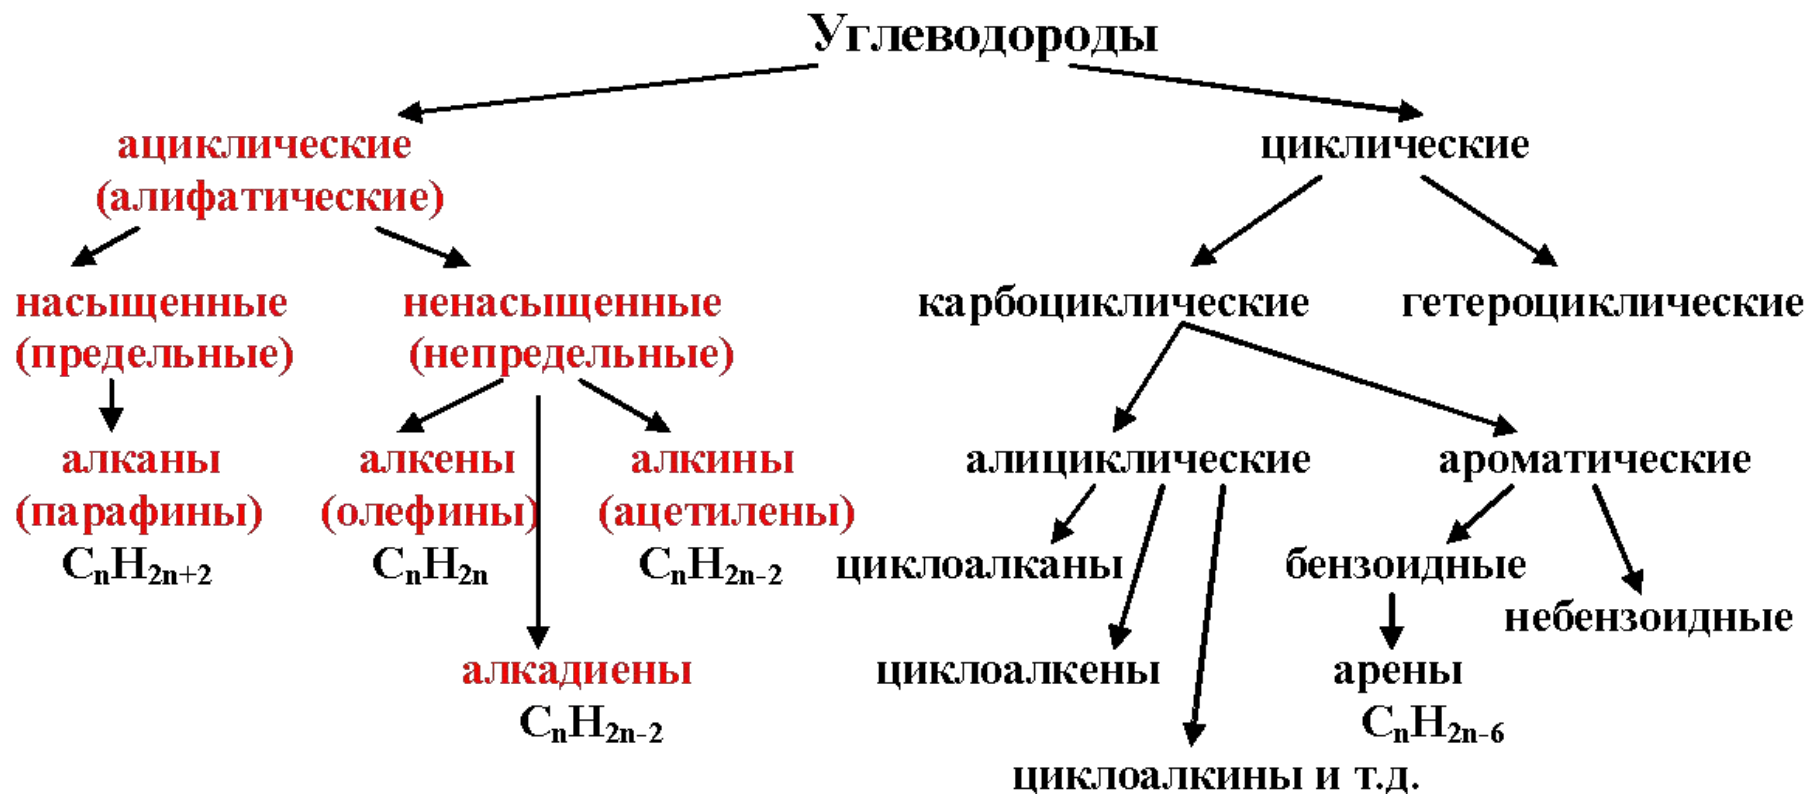 Углеводороды
ациклические
(алифатические)
циклические
насыщенные
(предельные)
ненасыщенные
(непредельные)
карбоциклические
гетероциклические
алканы
(парафины)
CnH2n+2
алкены
(олефины)
CnH2n
алкины
(ацетилены)
CnH2n-2
алкадиены
CnH2n-2
алициклические
ароматические
циклоалканы
циклоалкены
циклоалкины и т.д.
бензоидные
небензоидные
арены
CnH2n-6